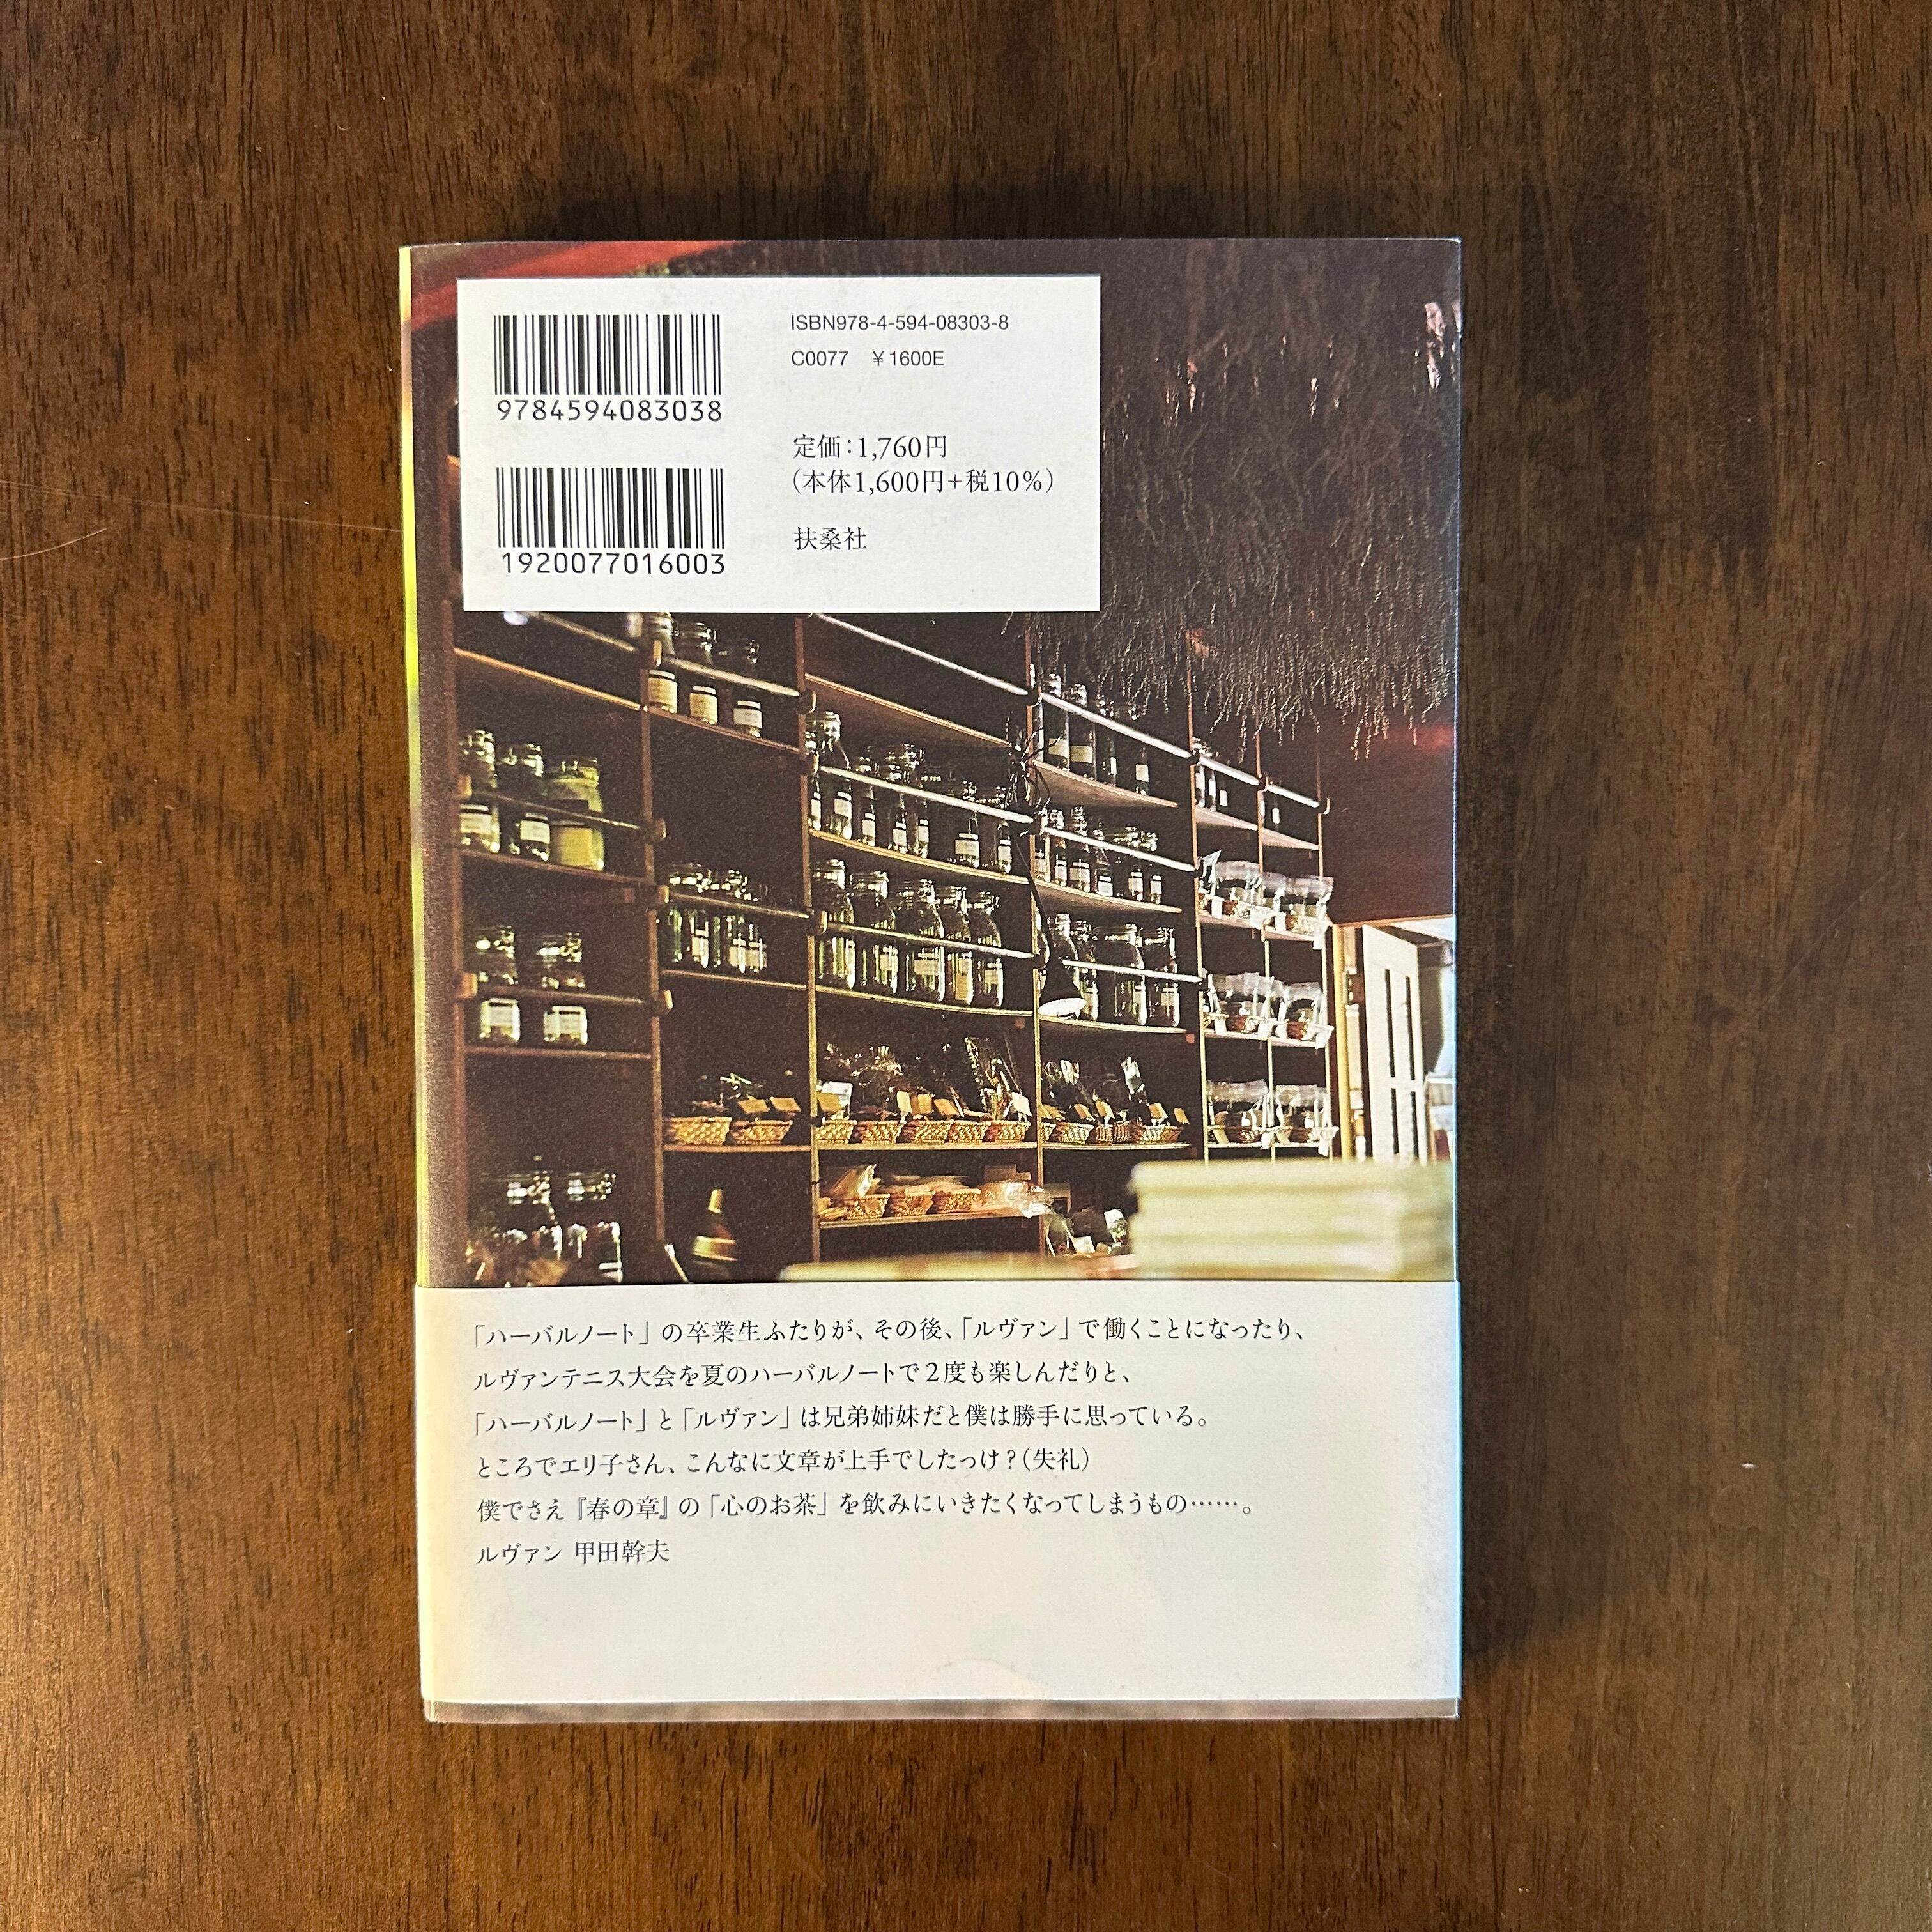 9784594083038
1920077016003
ISBN978-4-594-08303-8
C0077 ¥1600E
定価：1,760円
（本体1,600円+税10%）
扶桑社
「ハーバルノート」の卒業生ふたりが、その後、「ルヴァン」で働くことになったり、
ルヴァンテニス大会を夏のハーバルノートで2度も楽しんだりと、
「ハーバルノート」と「ルヴァン」は兄弟姉妹だと僕は勝手に思っている。
ところでエリ子さん、こんなに文章が上手でしたっけ？（失礼）
僕でさえ『春の章』の「心のお茶」を飲みにいきたくなってしまうもの……。
ルヴァン 甲田幹夫